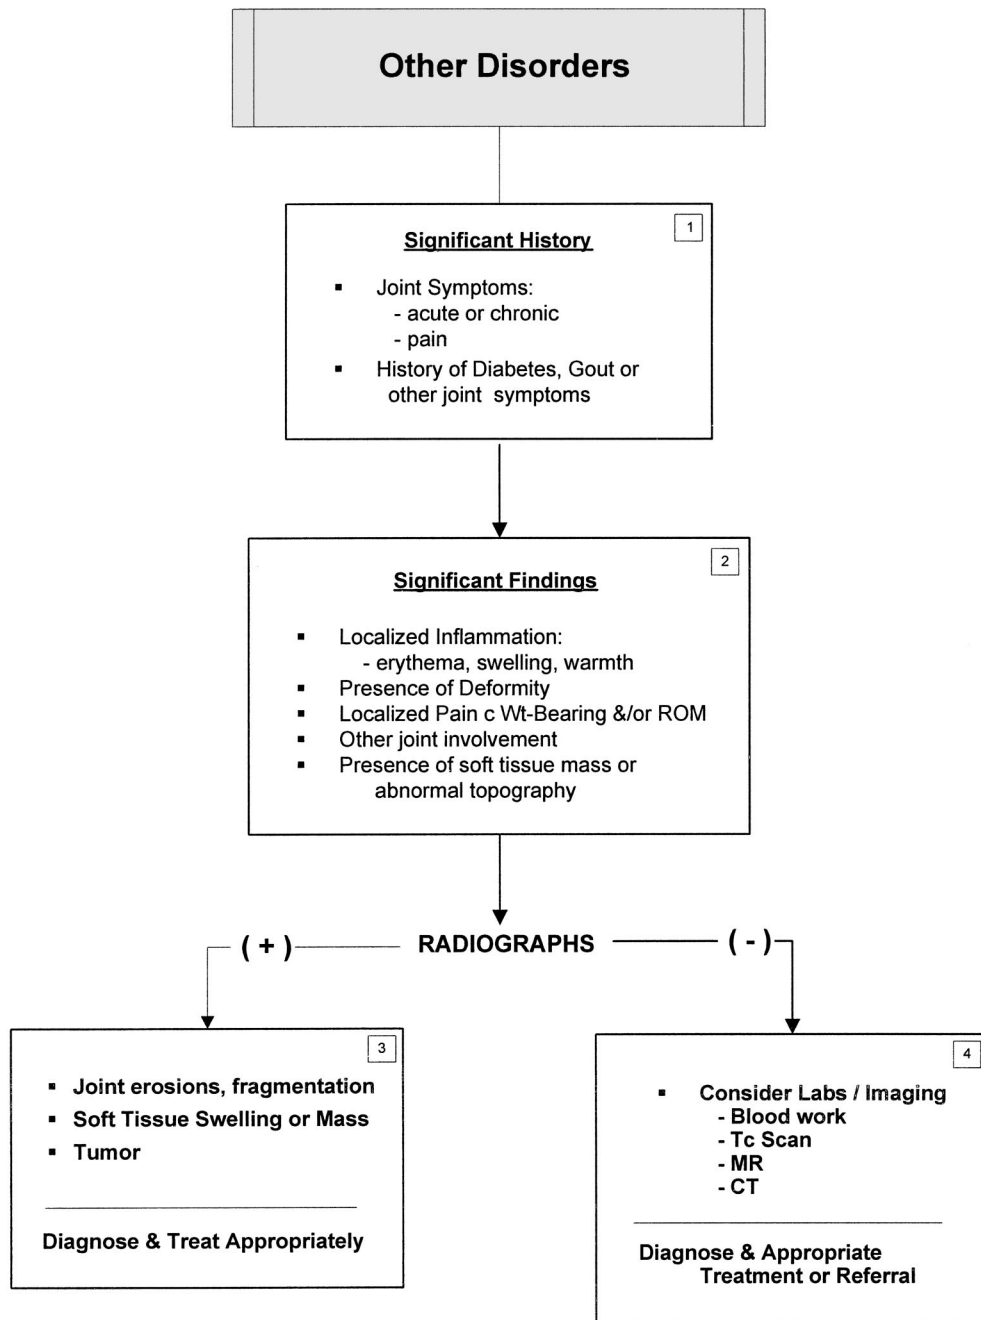 Other Disorders
1
Significant History
▪ Joint Symptoms:
- acute or chronic
- pain
▪ History of Diabetes, Gout or
other joint symptoms
2
Significant Findings
▪ Localized Inflammation:
- erythema, swelling, warmth
▪ Presence of Deformity
▪ Localized Pain c Wt-Bearing &/or ROM
▪ Other joint involvement
▪ Presence of soft tissue mass or
abnormal topography
( + ) RADIOGRAPHS ( - )
3
▪ Joint erosions, fragmentation
▪ Soft Tissue Swelling or Mass
▪ Tumor
Diagnose & Treat Appropriately
4
▪ Consider Labs / Imaging
- Blood work
- Tc Scan
- MR
- CT
Diagnose & Appropriate
Treatment or Referral